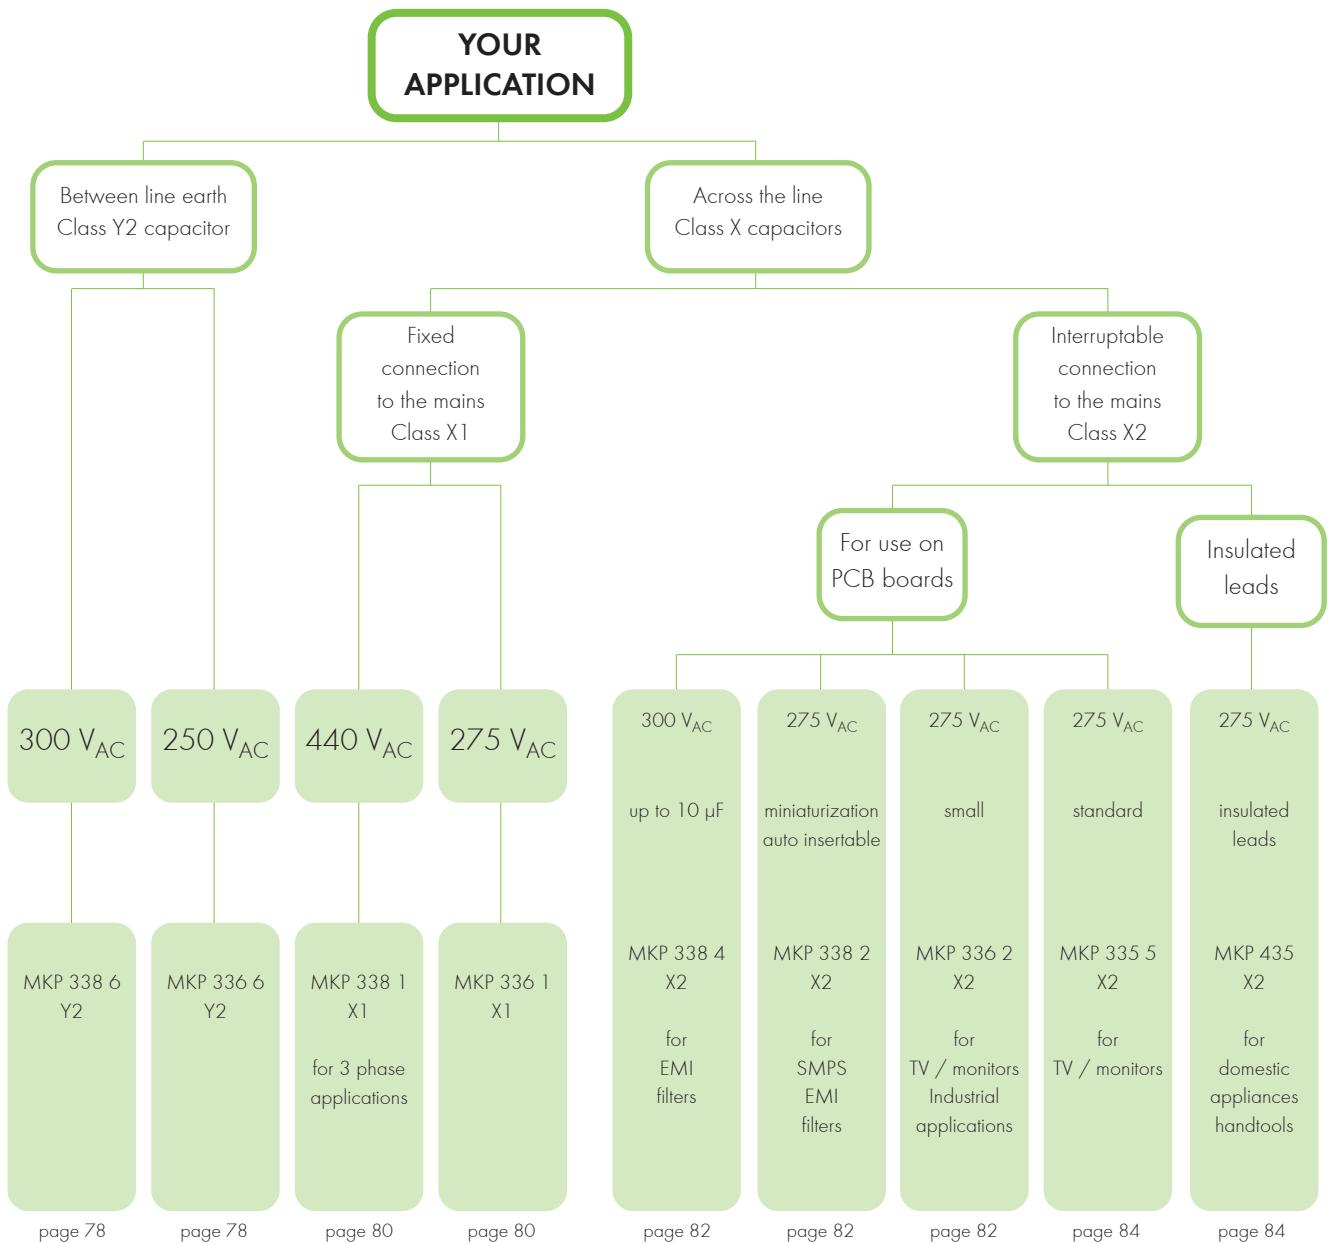 YOUR
APPLICATION
Between line earth
Class Y2 capacitor
Across the line
Class X capacitors
Fixed
connection
to the mains
Class X1
Interruptable
connection
to the mains
Class X2
For use on
PCB boards
Insulated
leads
300 VAC
250 VAC
440 VAC
275 VAC
300 VAC
up to 10 µF
275 VAC
miniaturization
auto insertable
275 VAC
small
275 VAC
standard
275 VAC
insulated
leads
MKP 338 6
Y2
MKP 336 6
Y2
MKP 338 1
X1
for 3 phase
applications
MKP 336 1
X1
MKP 338 4
X2
for
EMI
filters
MKP 338 2
X2
for
SMPS
EMI
filters
MKP 336 2
X2
for
TV / monitors
Industrial
applications
MKP 335 5
X2
for
TV / monitors
MKP 435
X2
for
domestic
appliances
handtools
page 78
page 78
page 80
page 80
page 82
page 82
page 82
page 84
page 84